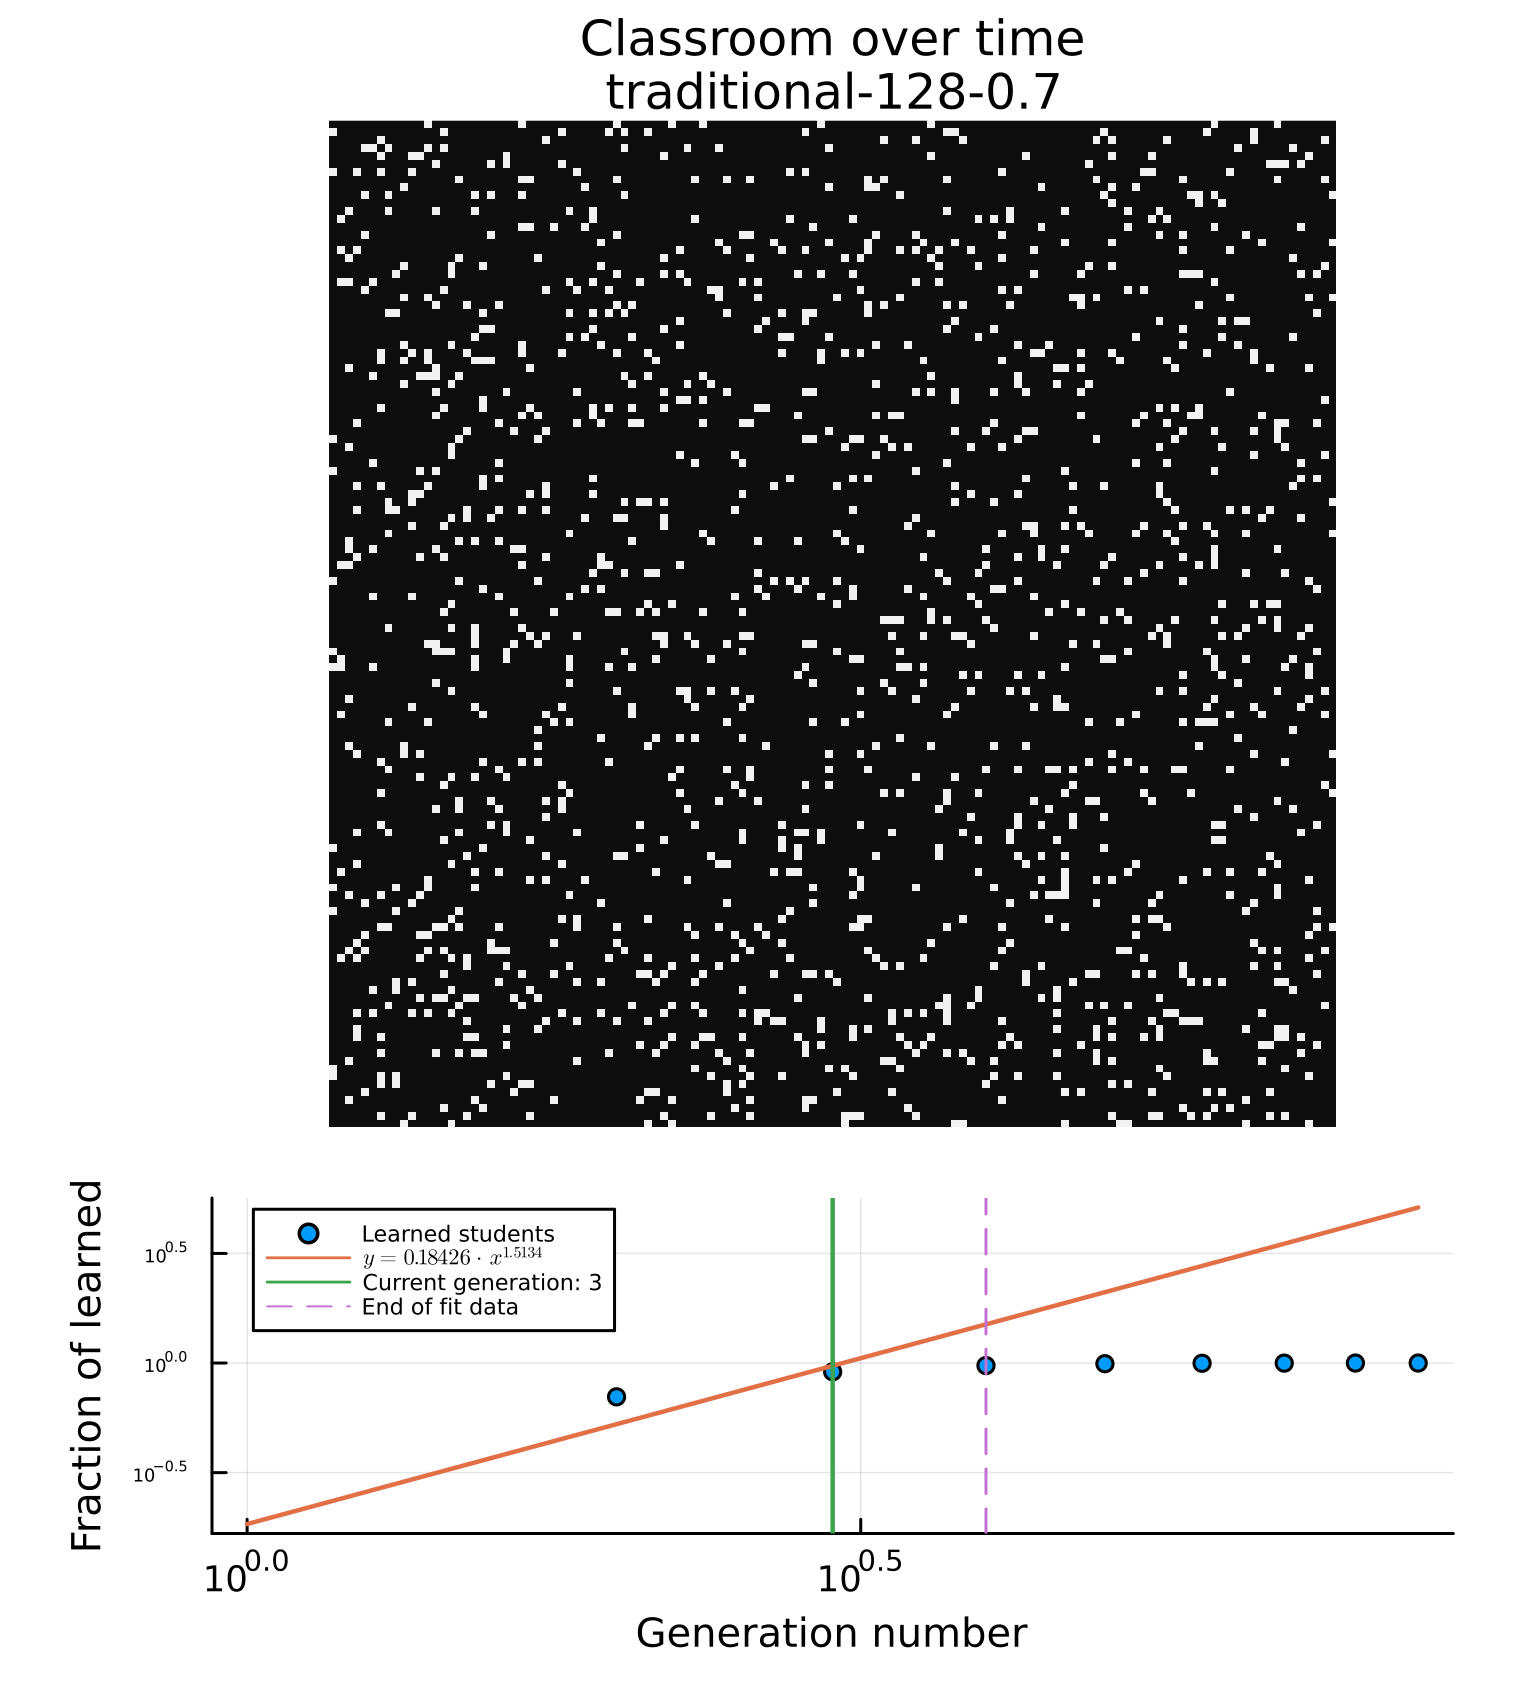 Classroom over time
traditional-128-0.7
Fraction of learned
10^0.5
10^0.0
10^−0.5
Learned students
y = 0.18426 · x^1.5134
Current generation: 3
End of fit data
10^0.0
10^0.5
Generation number